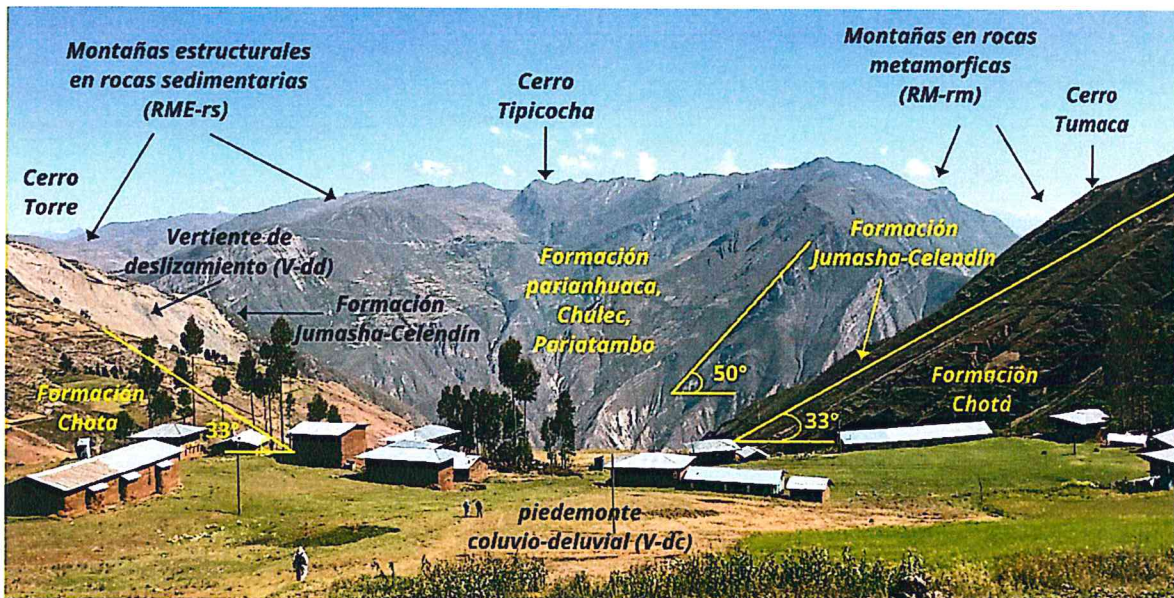 Montañas estructurales
en rocas sedimentarias
(RME-rs)
Cerro
Tipicocha
Montañas en rocas
metamorficas
(RM-rm)
Cerro
Tumaca
Cerro
Torre
Vertiente de
deslizamiento (V-dd)
Formación
Jumasha-Celendín
Formación
parianhuaca,
Chulec,
Pariatambo
Formación
Jumasha-Celendín
50°
Formación
Chota
33°
33°
Formación
Chota
piedemonte
coluvio-deluvial (V-dc)